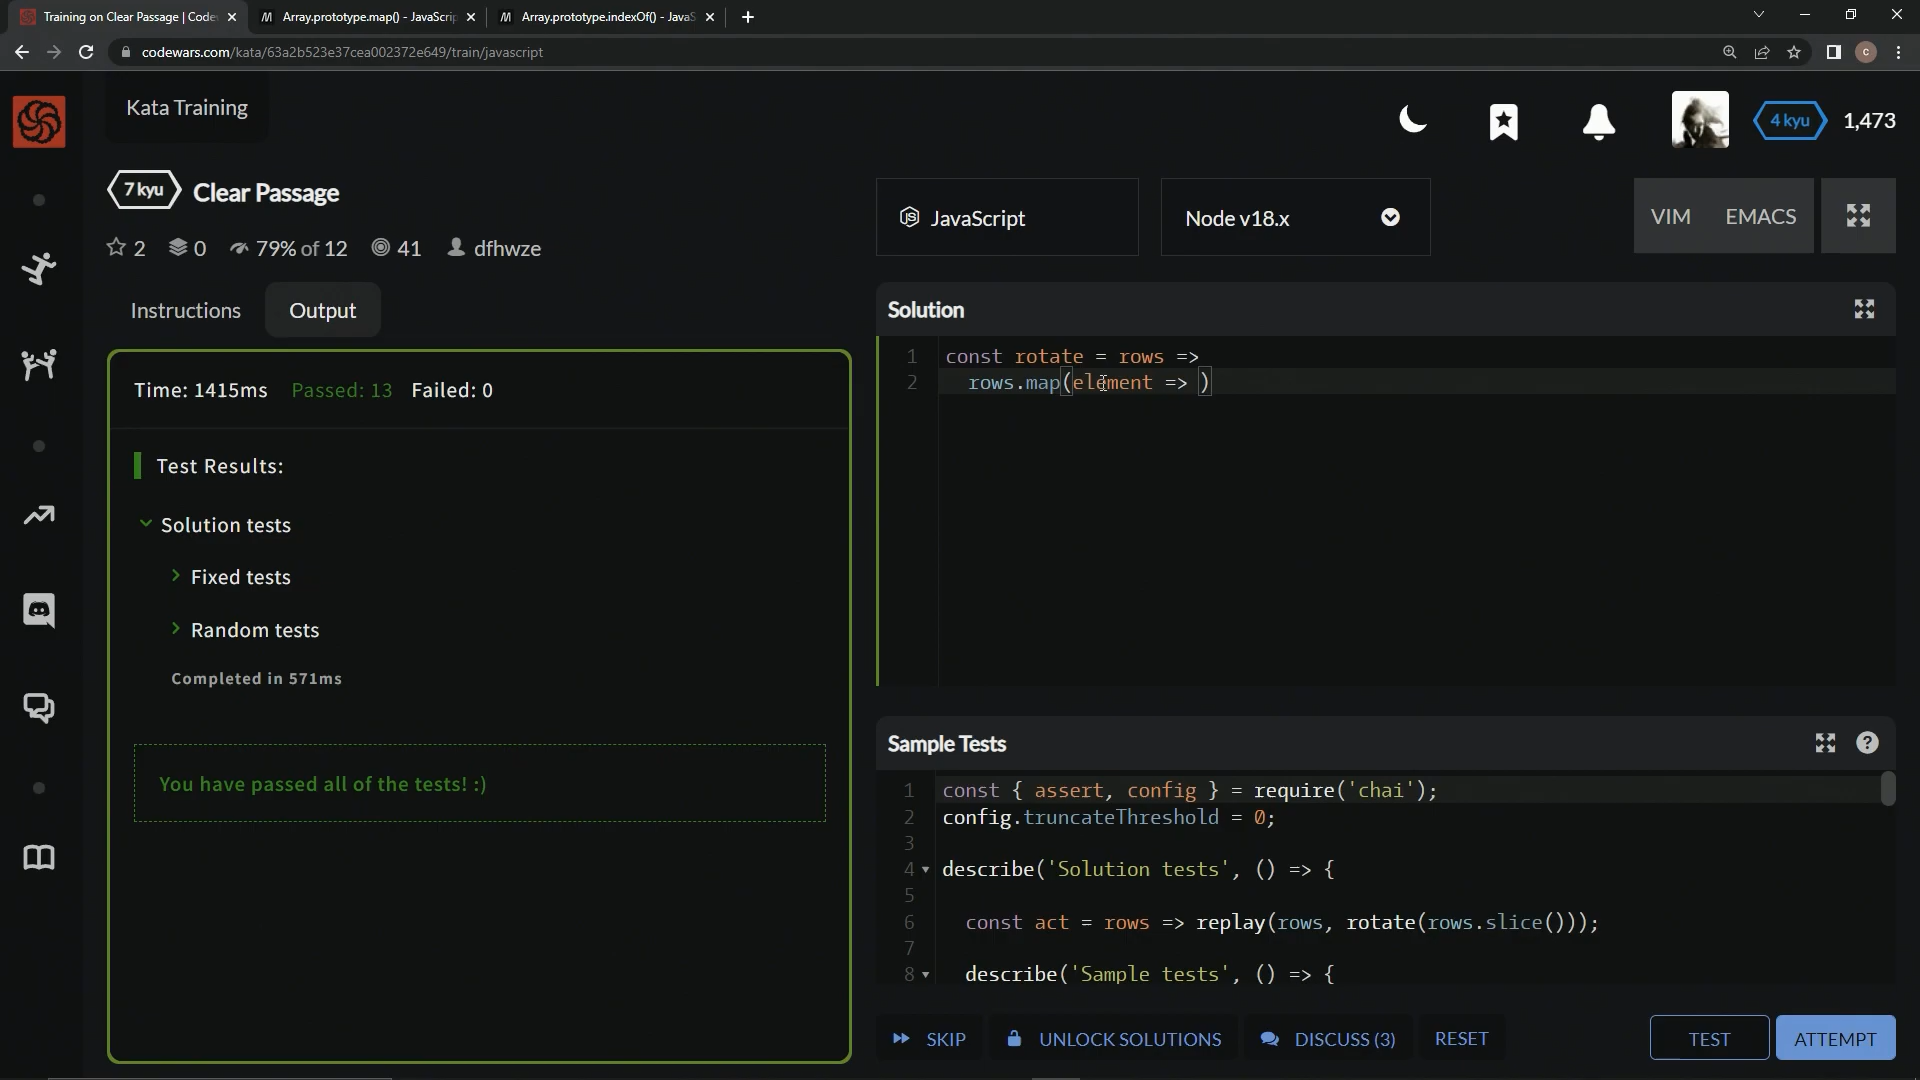 Training on Clear Passage | Code
Array.prototype.map() - JavaScrip
Array.prototype.indexOf() - JavaS
codewars.com/kata/63a2b523e37cea002372e649/train/javascript
C
Kata Training
4 kyu
1,473
7 kyu
Clear Passage
2
0
79% of 12
41
dfhwze
JavaScript
Node v18.x
VIM
EMACS
Instructions
Output
Time: 1415ms Passed: 13 Failed: 0
Test Results:
Solution tests
Fixed tests
Random tests
Completed in 571ms
You have passed all of the tests! :)
Solution
1 const rotate = rows =>
2 rows.map(element => )
Sample Tests
?
1 const { assert, config } = require('chai');
2 config.truncateThreshold = 0;
3
4 describe('Solution tests', () => {
5
6 const act = rows => replay(rows, rotate(rows.slice()));
7
8 describe('Sample tests', () => {
SKIP
UNLOCK SOLUTIONS
DISCUSS (3)
RESET
TEST
ATTEMPT